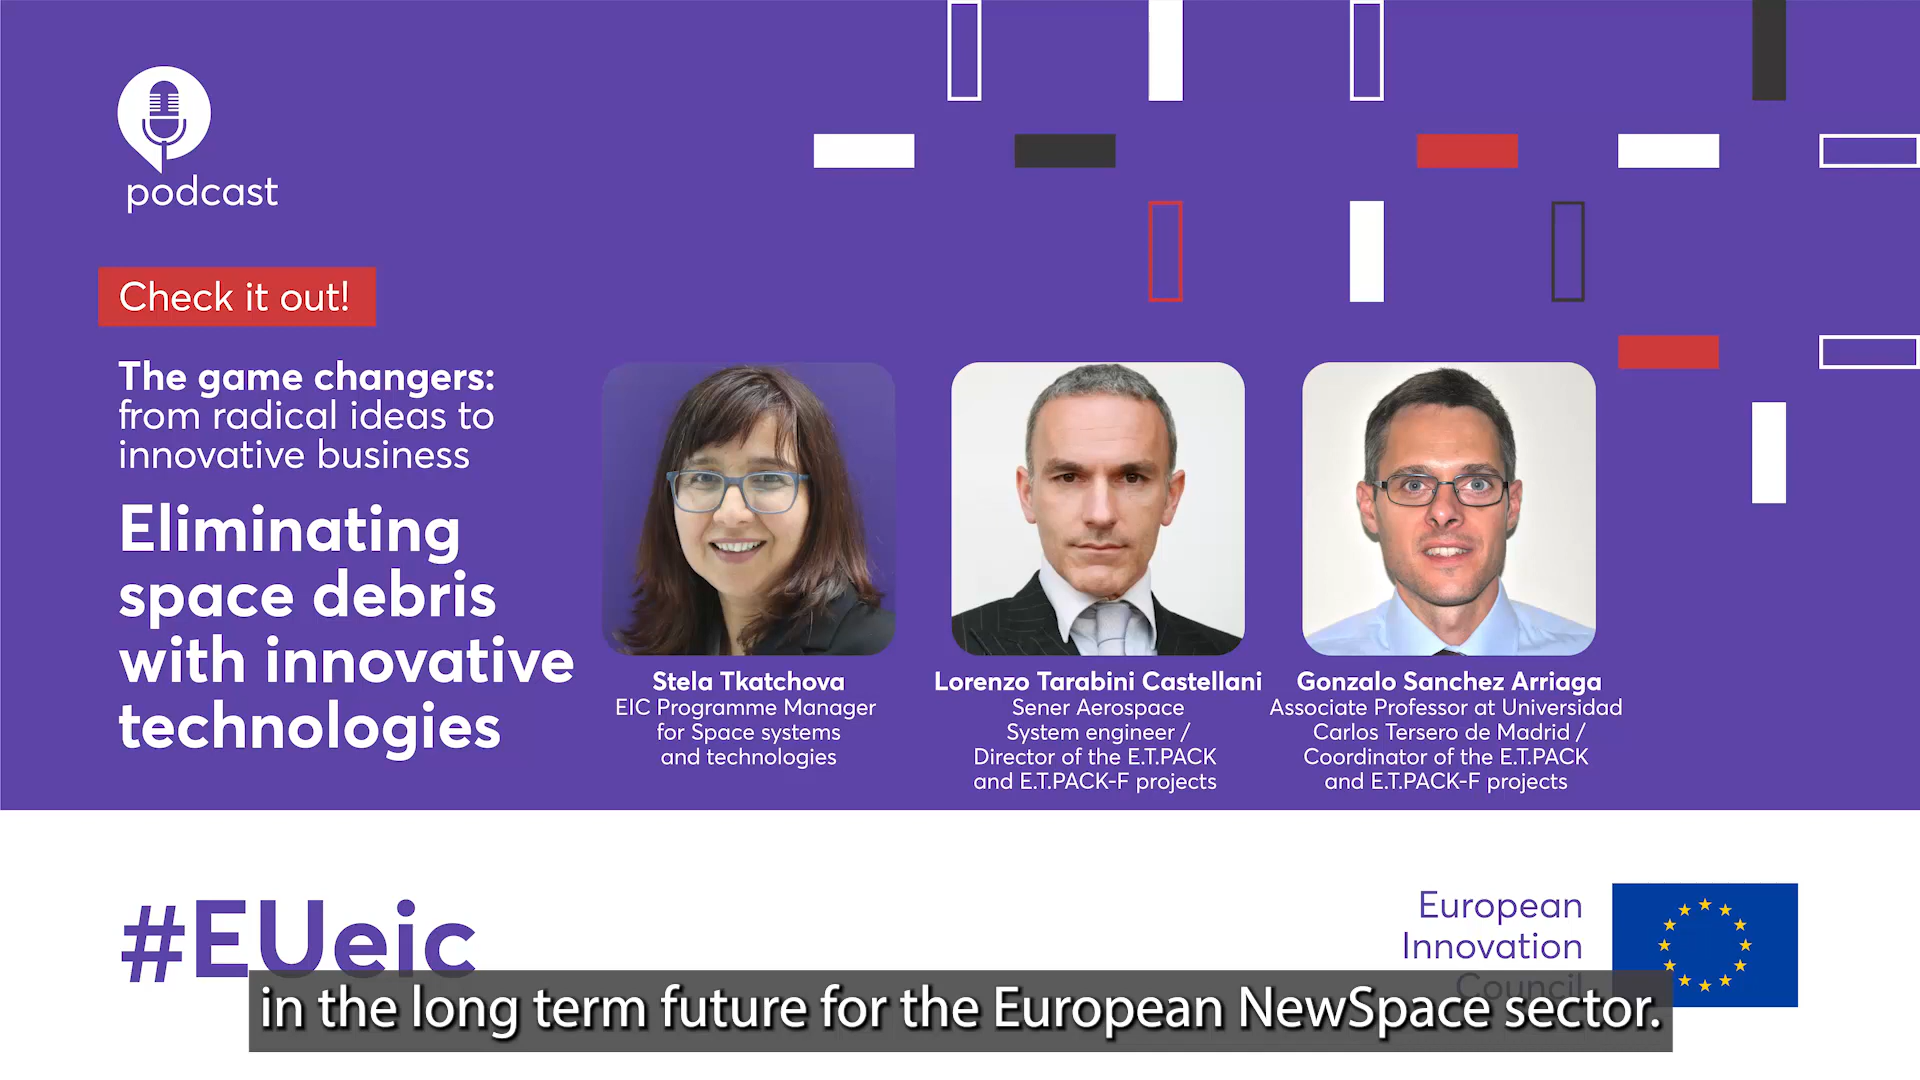 podcast
Check it out!
The game changers:
from radical ideas to
innovative business
Eliminating
space debris
with innovative
technologies
Stela Tkatchova
EIC Programme Manager
for Space systems
and technologies
Lorenzo Tarabini Castellani
Sener Aerospace
System engineer /
Director of the E.T.PACK
and E.T.PACK-F projects
Gonzalo Sanchez Arriaga
Associate Professor at Universidad
Carlos Tersero de Madrid /
Coordinator of the E.T.PACK
and E.T.PACK-F projects
#EUeic
European
Innovation
Council
in the long term future for the European NewSpace sector.